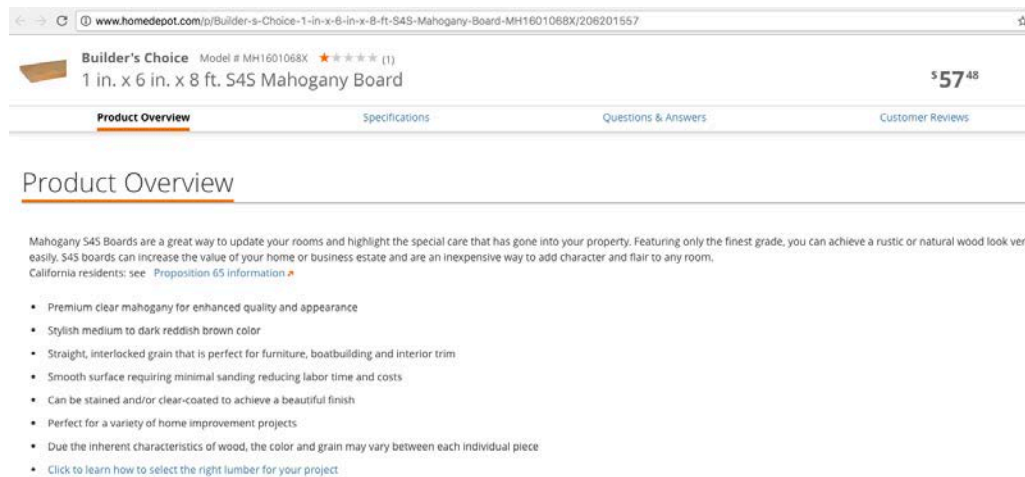 www.homedepot.com/p/Builder-s-Choice-1-in-x-6-in-x-8-ft-S4S-Mahogany-Board-MH1601068X/206201557
Builder's Choice Model # MH1601068X (1)
1 in. x 6 in. x 8 ft. S4S Mahogany Board
$57 48
Product Overview Specifications Questions & Answers Customer Reviews
Product Overview
Mahogany S4S Boards are a great way to update your rooms and highlight the special care that has gone into your property. Featuring only the finest grade, you can achieve a rustic or natural wood look ver
easily. S4S boards can increase the value of your home or business estate and are an inexpensive way to add character and flair to any room.
California residents: see Proposition 65 information
• Premium clear mahogany for enhanced quality and appearance
• Stylish medium to dark reddish brown color
• Straight, interlocked grain that is perfect for furniture, boatbuilding and interior trim
• Smooth surface requiring minimal sanding reducing labor time and costs
• Can be stained and/or clear-coated to achieve a beautiful finish
• Perfect for a variety of home improvement projects
• Due the inherent characteristics of wood, the color and grain may vary between each individual piece
• Click to learn how to select the right lumber for your project